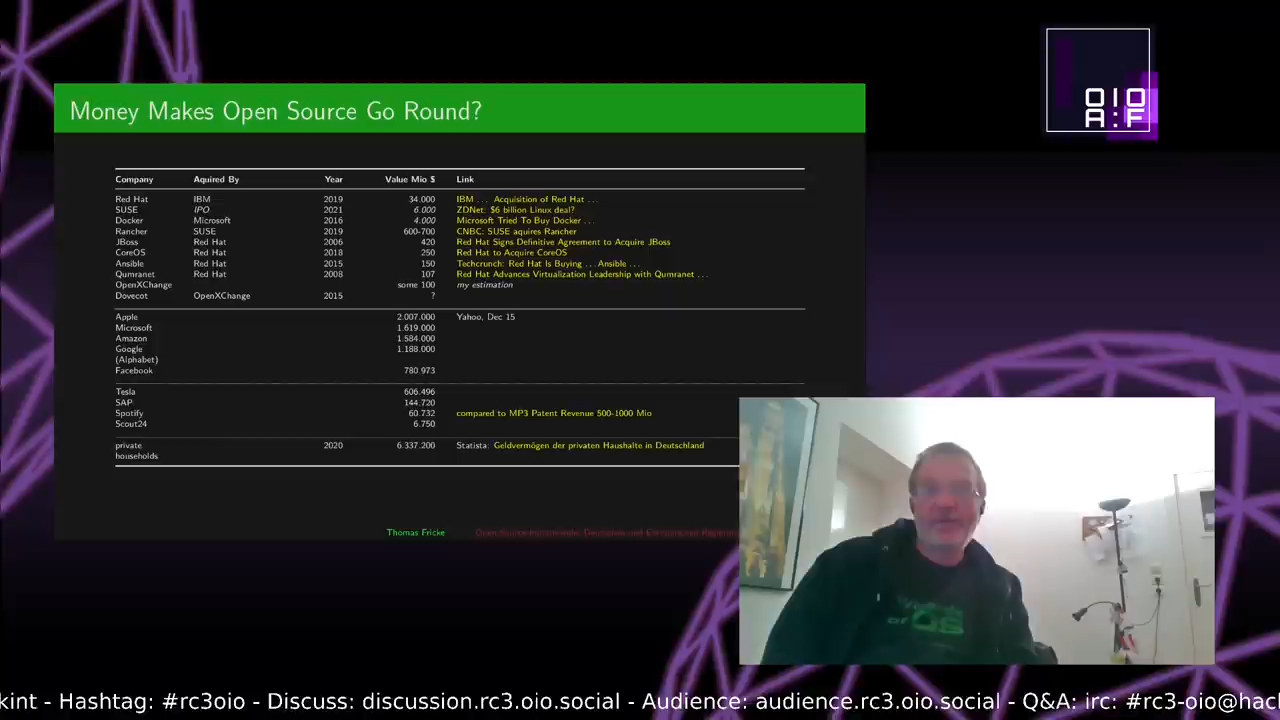 OIO
A:F
Money Makes Open Source Go Round?
Company Aquired By Year Value Mio $ Link
Red Hat IBM 2019 34.000 IBM ... Acquisition of Red Hat ...
SUSE IPO 2021 6.000 ZDNet: $6 billion Linux deal?
Docker Microsoft 2016 4.000 Microsoft Tried To Buy Docker ...
Rancher SUSE 2019 600-700 CNBC: SUSE aquires Rancher
JBoss Red Hat 2006 420 Red Hat Signs Definitive Agreement to Acquire JBoss
CoreOS Red Hat 2018 250 Red Hat to Acquire CoreOS
Ansible Red Hat 2015 150 Techcrunch: Red Hat Is Buying ... Ansible ...
Qumranet Red Hat 2008 107 Red Hat Advances Virtualization Leadership with Qumranet ...
OpenXChange some 100 my estimation
Dovecot OpenXChange 2015 ?
Apple 2.007.000 Yahoo, Dec 15
Microsoft 1.619.000
Amazon 1.584.000
Google 1.188.000
(Alphabet)
Facebook 780.973
Tesla 606.496
SAP 144.720
Spotify 60.732 compared to MP3 Patent Revenue 500-1000 Mio
Scout24 6.750
private 2020 6.337.200 Statista: Geldvermögen der privaten Haushalte in Deutschland
households
Thomas Fricke
OS
kint - Hashtag: #rc3oio - Discuss: discussion.rc3.oio.social - Audience: audience.rc3.oio.social - Q&A: irc: #rc3-oio@hac